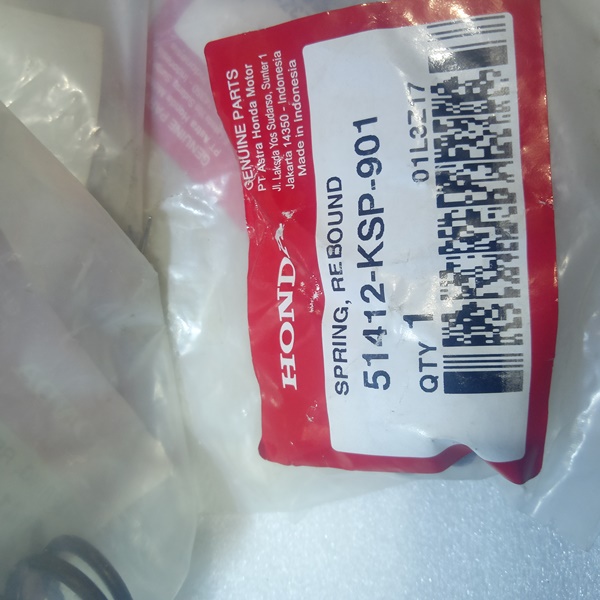 GENUINE PARTS
PT Astra Honda Motor
Jl. Laksda Yos Sudarso, Sunter 1
Jakarta 14350 - Indonesia
Made in Indonesia
HONDA
SPRING, REBOUND
51412-KSP-901
QTY 1
01L3Z17